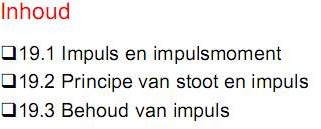 Inhoud
❑19.1 Impuls en impulsmoment
❑19.2 Principe van stoot en impuls
❑19.3 Behoud van impuls